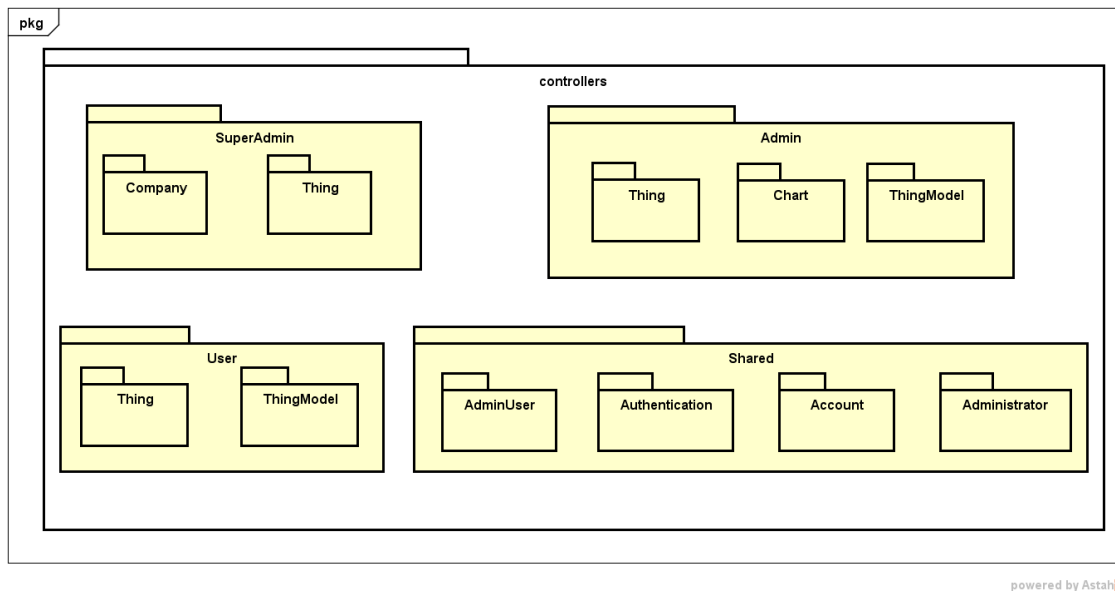 pkg
controllers
SuperAdmin
Company
Thing
Admin
Thing
Chart
ThingModel
User
Thing
ThingModel
Shared
AdminUser
Authentication
Account
Administrator
powered by Astah